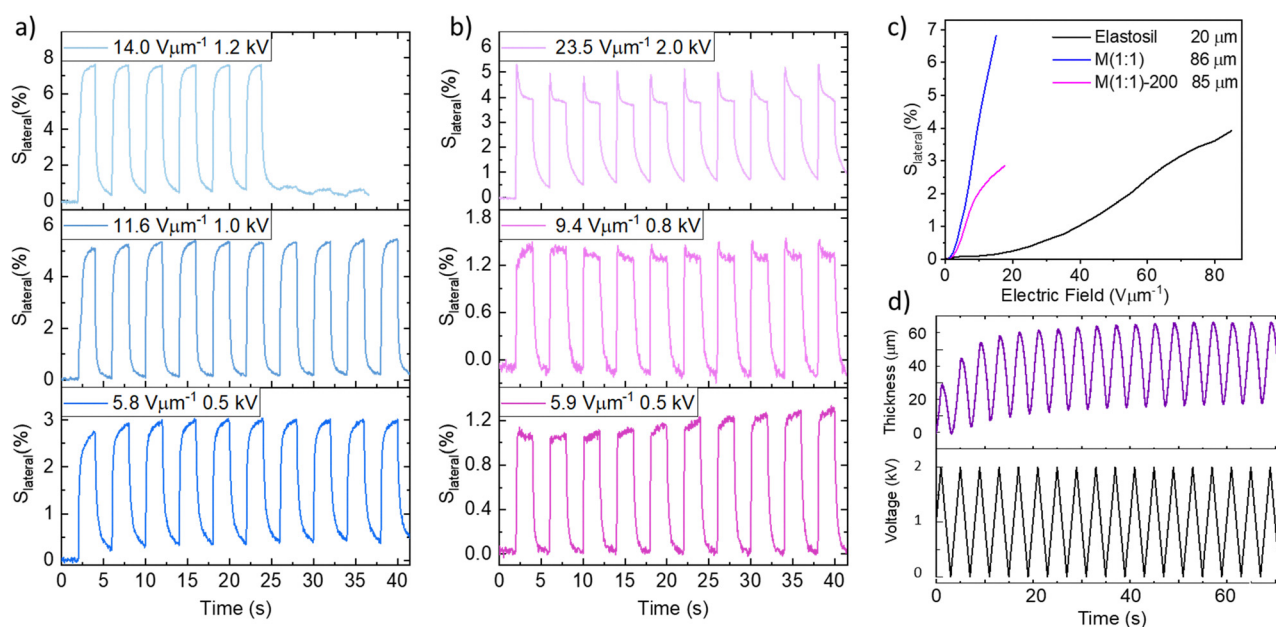 a)
14.0 Vμm⁻¹ 1.2 kV
8
6
4
2
0
S_lateral(%)
11.6 Vμm⁻¹ 1.0 kV
6
4
2
0
S_lateral(%)
5.8 Vμm⁻¹ 0.5 kV
3
2
1
0
S_lateral(%)
0 5 10 15 20 25 30 35 40
Time (s)
b)
23.5 Vμm⁻¹ 2.0 kV
6
5
4
3
2
1
0
S_lateral(%)
9.4 Vμm⁻¹ 0.8 kV
1.8
1.2
0.6
0.0
S_lateral(%)
5.9 Vμm⁻¹ 0.5 kV
1.2
0.8
0.4
0.0
S_lateral(%)
0 5 10 15 20 25 30 35 40
Time (s)
c)
Elastosil 20 μm
M(1:1) 86 μm
M(1:1)-200 85 μm
7
6
5
4
3
2
1
0
S_lateral(%)
0 20 40 60 80
Electric Field (Vμm⁻¹)
d)
60
40
20
0
Thickness (μm)
2
1
0
Voltage (kV)
0 20 40 60
Time (s)